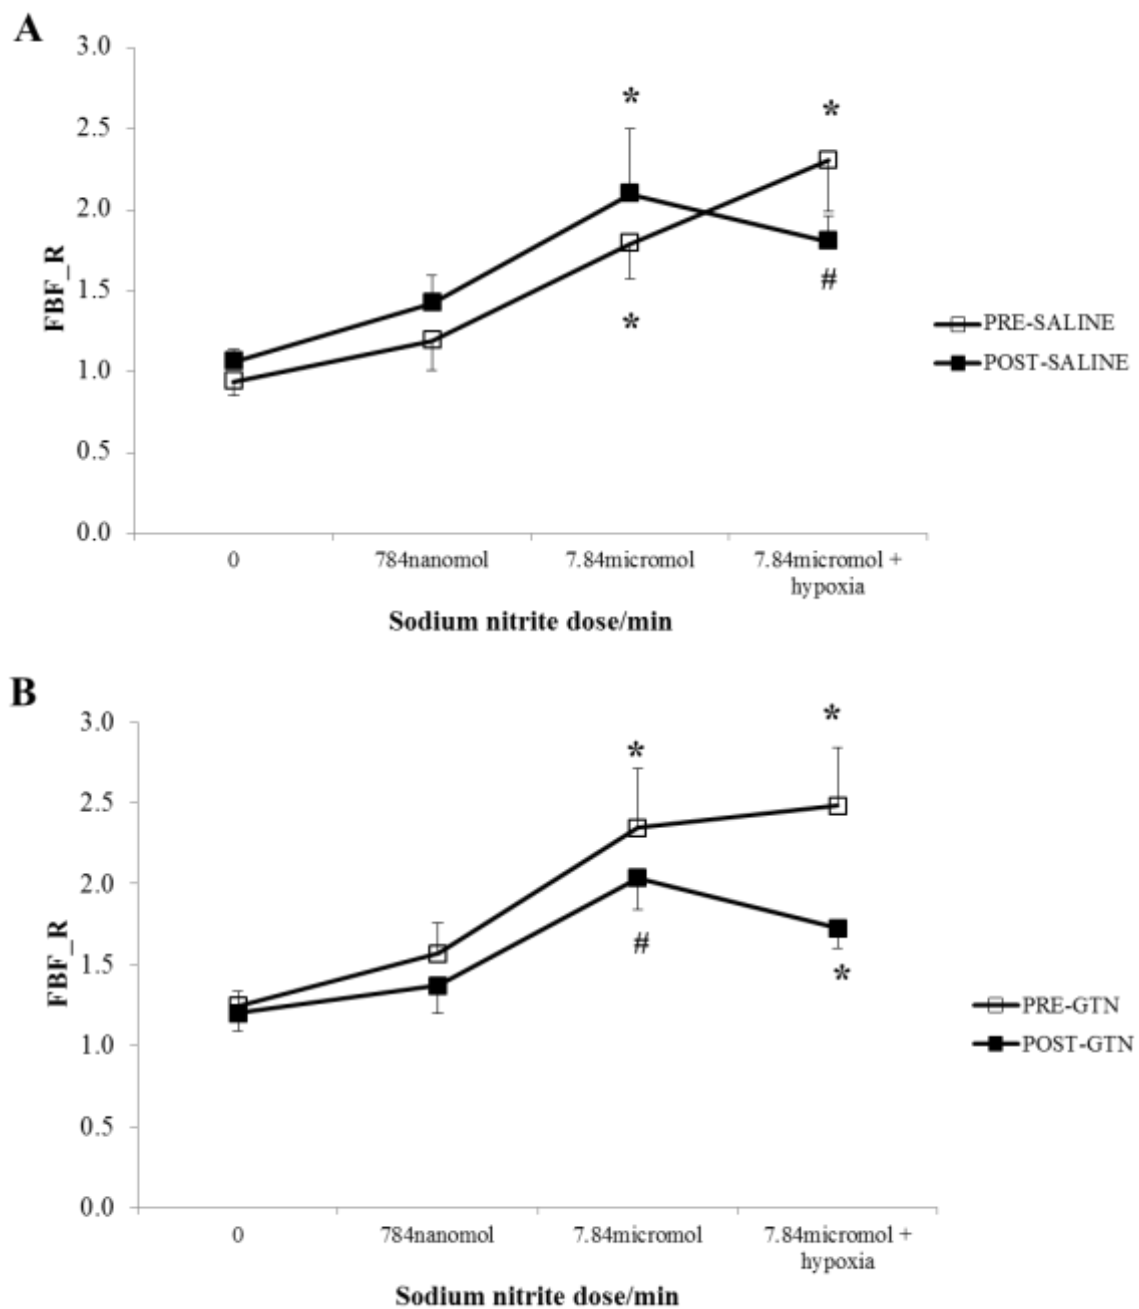 A
3.0
2.5
2.0
1.5
1.0
0.5
0.0
FBF_R
*
*
*
#
PRE-SALINE
POST-SALINE
0
784nanomol
7.84micromol
7.84micromol +
hypoxia
Sodium nitrite dose/min
B
3.0
2.5
2.0
1.5
1.0
0.5
0.0
FBF_R
*
*
#
*
PRE-GTN
POST-GTN
0
784nanomol
7.84micromol
7.84micromol +
hypoxia
Sodium nitrite dose/min